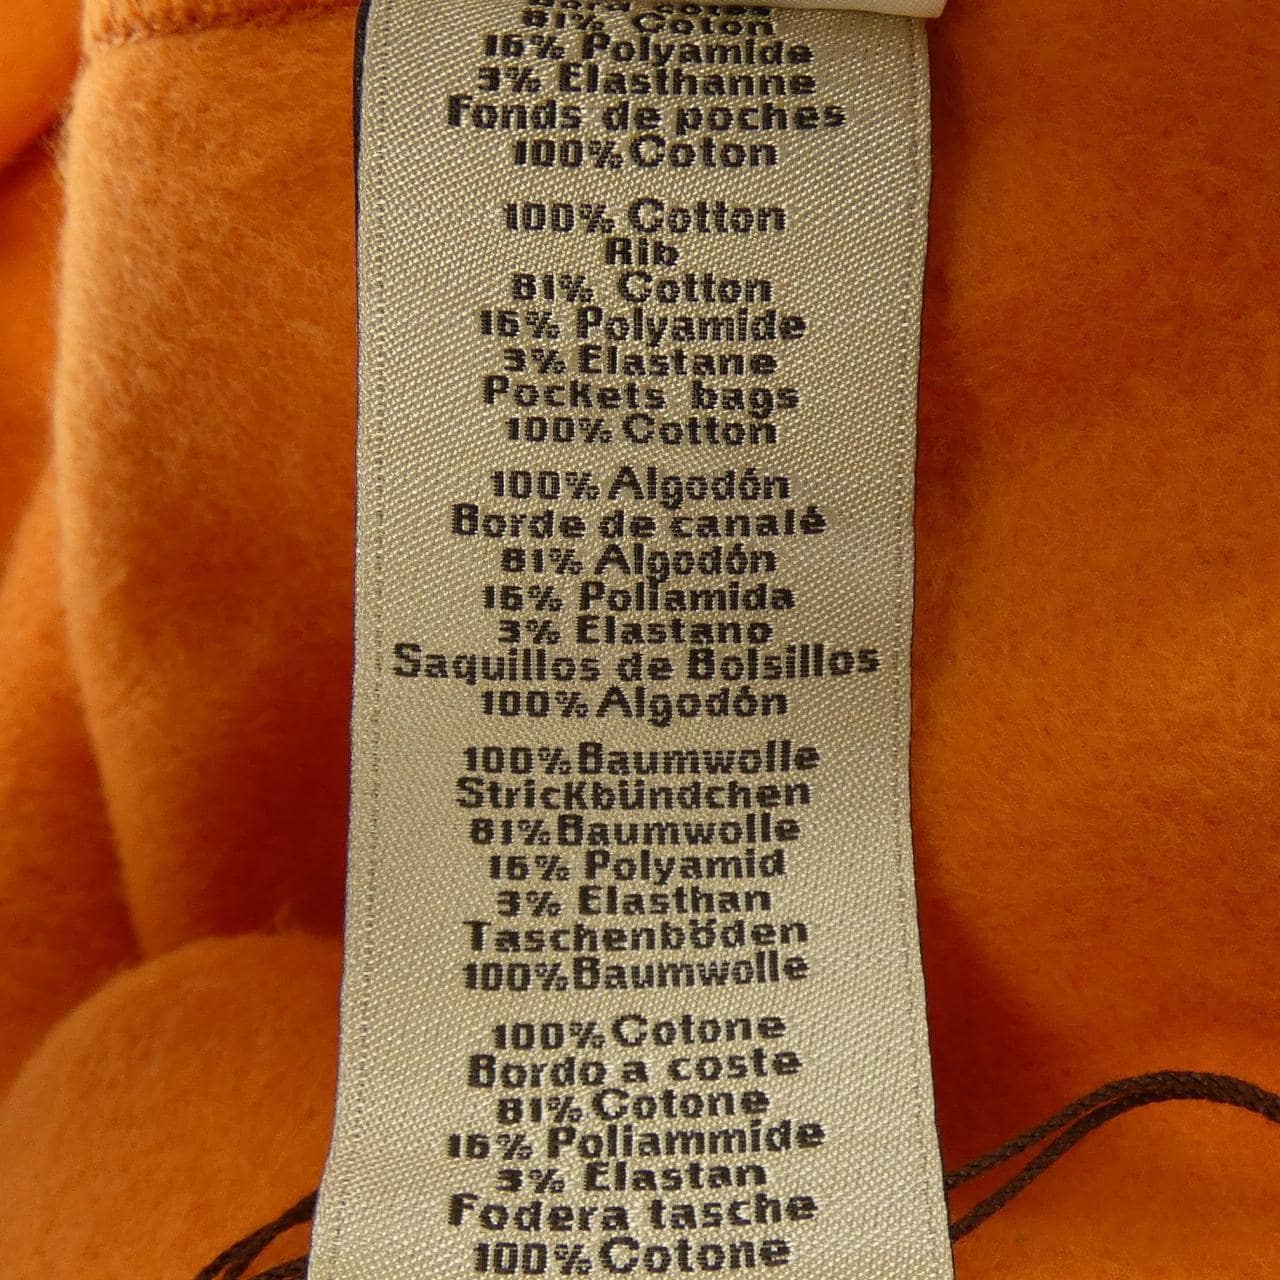 81% Coton
16% Polyamide
3% Elasthanne
Fonds de poches
100% Coton
100% Cotton
Rib
81% Cotton
16% Polyamide
3% Elastane
Pockets bags
100% Cotton
100% Algodón
Borde de canalé
81% Algodón
16% Poliamida
3% Elastano
Saquillos de Bolsillos
100% Algodón
100% Baumwolle
Strickbündchen
81% Baumwolle
16% Polyamid
3% Elasthan
Taschenböden
100% Baumwolle
100% Cotone
Bordo a coste
81% Cotone
16% Poliammide
3% Elastan
Fodera tasche
100% Cotone